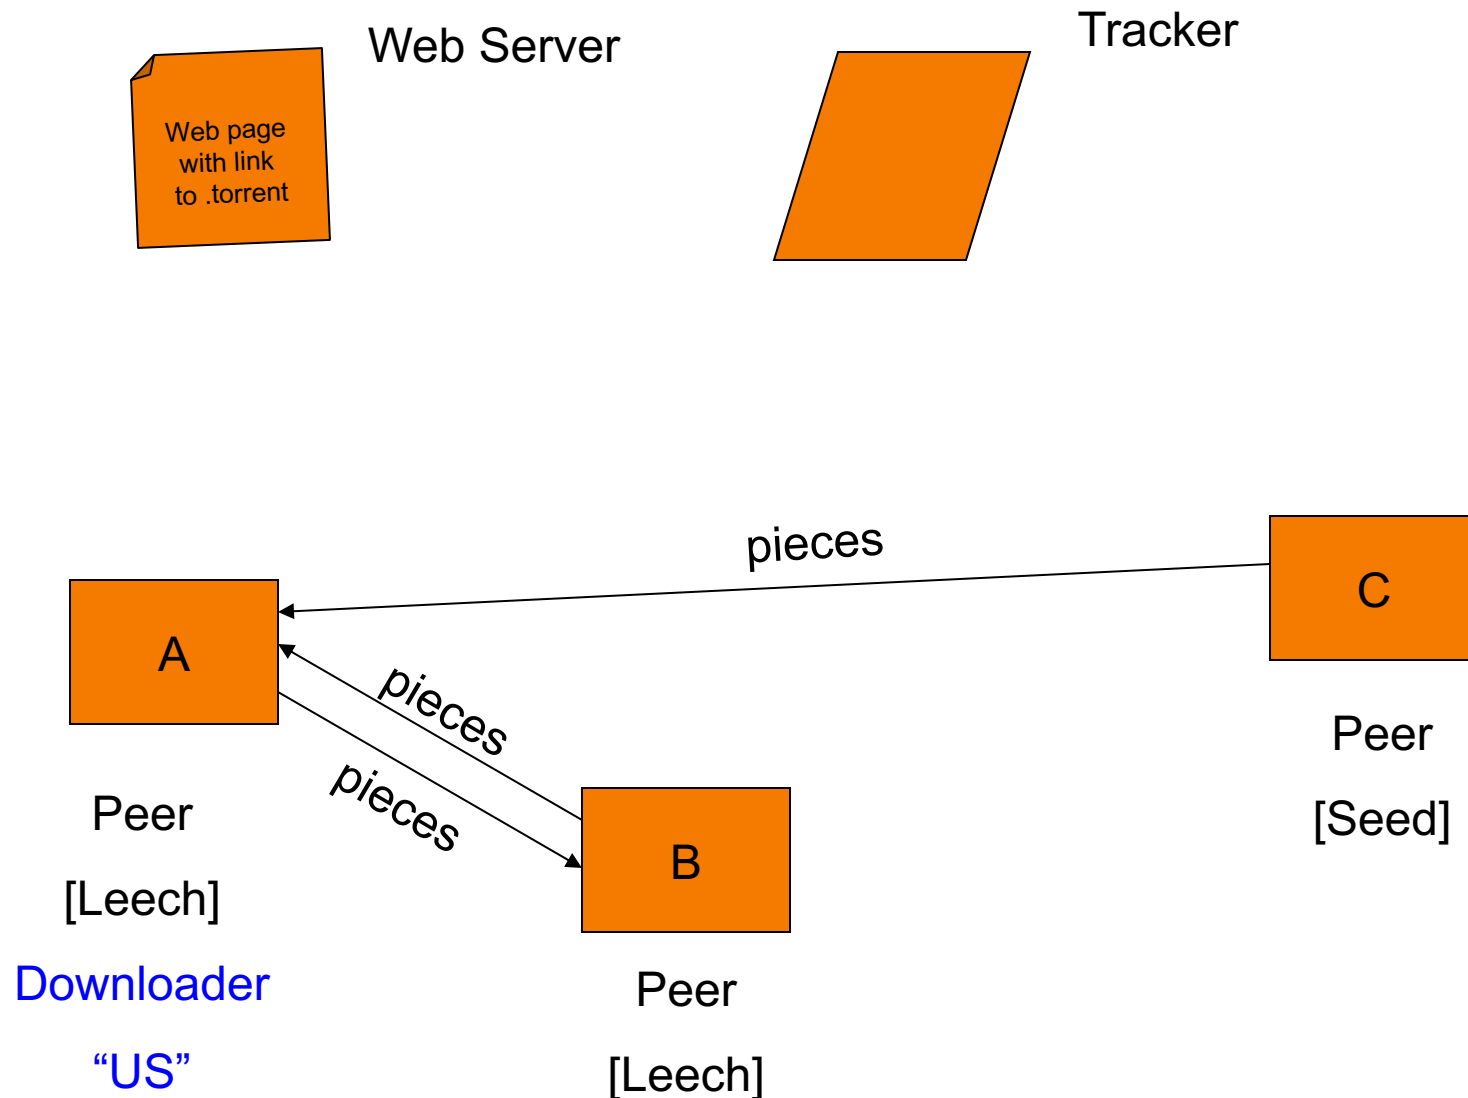 Web Server
Tracker
Web page
with link
to .torrent
pieces
C
A
pieces
pieces
Peer
[Seed]
Peer
[Leech]
Downloader
“US”
B
Peer
[Leech]